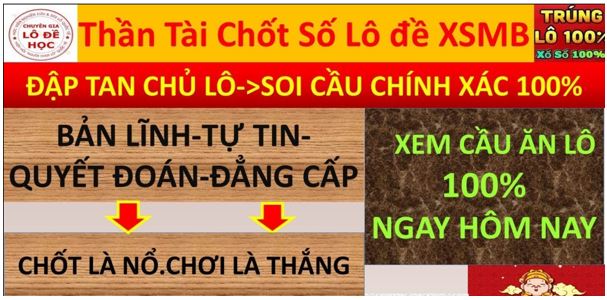 CHUYÊN GIA
LÔ ĐỀ
HỌC
Thần Tài Chốt Số Lô đề XSMB
TRÚNG
LÔ 100%
Xổ Số 100%
ĐẬP TAN CHỦ LÔ->SOI CẦU CHÍNH XÁC 100%
BẢN LĨNH-TỰ TIN-
QUYẾT ĐOÁN-ĐẲNG CẤP
XEM CẦU ĂN LÔ
100%
NGAY HÔM NAY
CHỐT LÀ NỔ.CHƠI LÀ THẮNG